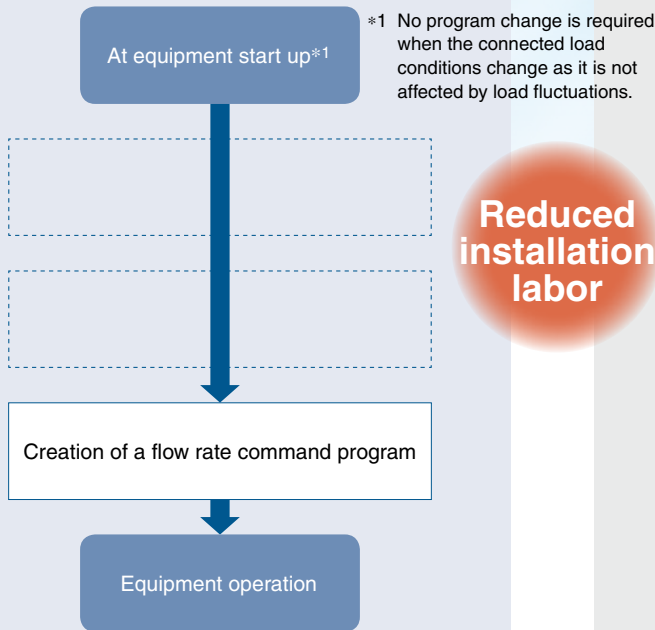 At equipment start up*1
*1 No program change is required
when the connected load
conditions change as it is not
affected by load fluctuations.
Reduced
installation
labor
Creation of a flow rate command program
Equipment operation